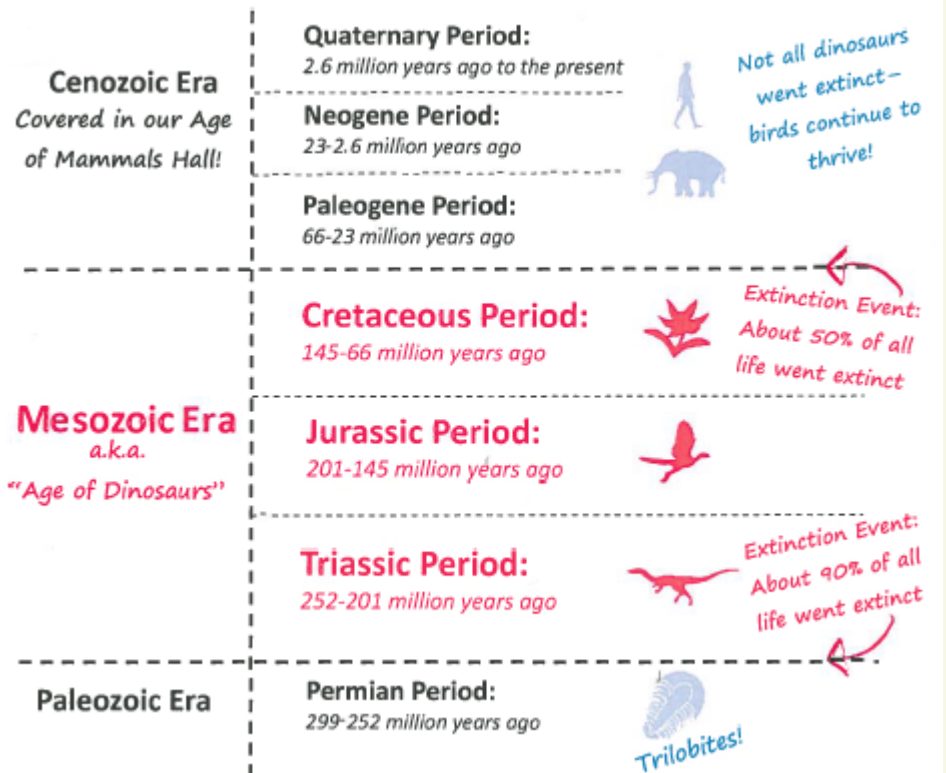 Cenozoic Era
Covered in our Age
of Mammals Hall!
Quaternary Period:
2.6 million years ago to the present
Neogene Period:
23-2.6 million years ago
Paleogene Period:
66-23 million years ago
Not all dinosaurs
went extinct–
birds continue to
thrive!
Mesozoic Era
a.k.a.
“Age of Dinosaurs”
Cretaceous Period:
145-66 million years ago
Extinction Event:
About 50% of all
life went extinct
Jurassic Period:
201-145 million years ago
Triassic Period:
252-201 million years ago
Extinction Event:
About 90% of all
life went extinct
Paleozoic Era
Permian Period:
299-252 million years ago
Trilobites!